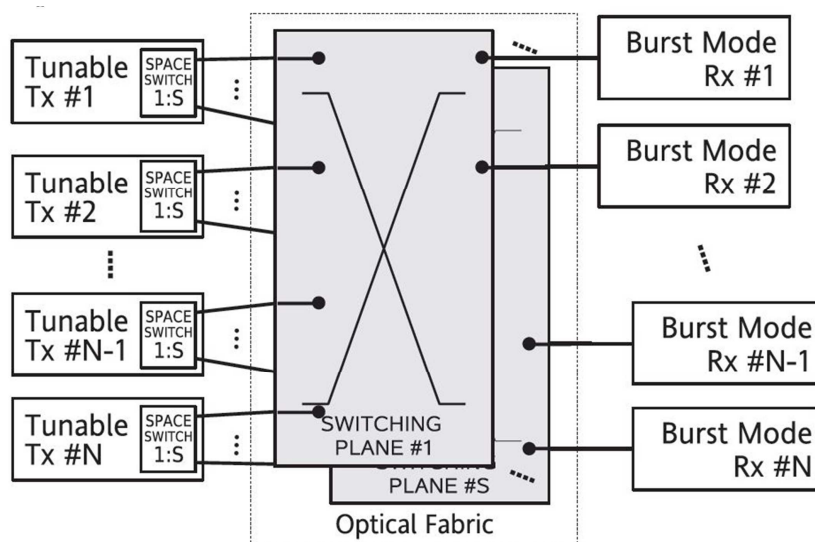 Tunable
Tx #1
SPACE
SWITCH
1:S
Burst Mode
Rx #1
Tunable
Tx #2
SPACE
SWITCH
1:S
Burst Mode
Rx #2
Tunable
Tx #N-1
SPACE
SWITCH
1:S
Burst Mode
Rx #N-1
Tunable
Tx #N
SPACE
SWITCH
1:S
Burst Mode
Rx #N
SWITCHING
PLANE #1
PLANE #S
Optical Fabric